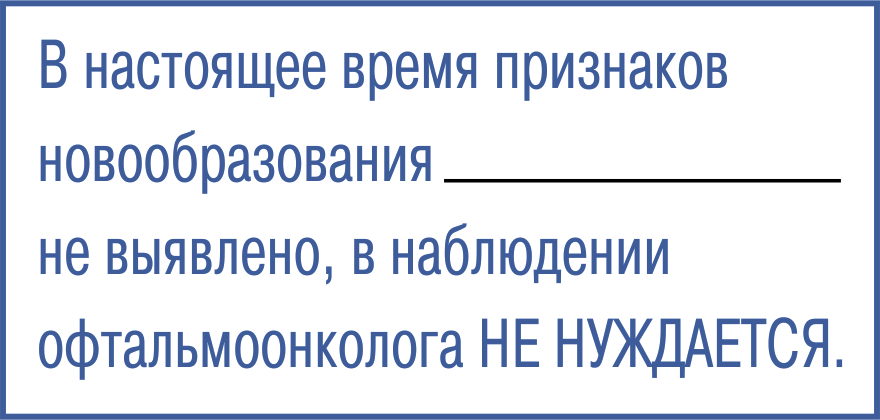 В настоящее время признаков
новообразования
не выявлено, в наблюдении
офтальмоонколога НЕ НУЖДАЕТСЯ.